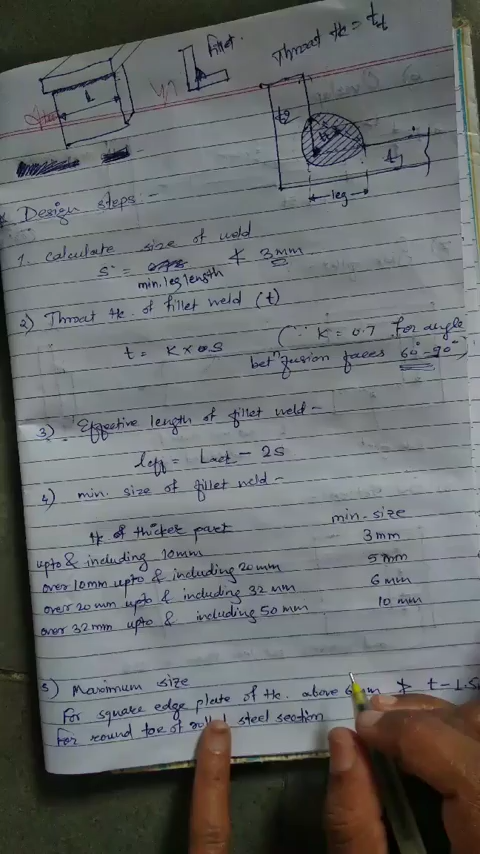 Fillet
Throat tk = tt
L
leg
* Design steps :-
1. Calculate size of weld
S = min. leg length ≮ 3mm
2) Throat tk. of fillet weld (t)
t = K x S (∵ K = 0.7 for angle
betn fusion faces 60°-90°)
3) Effective length of fillet weld -
leff = Lact - 2S
4) min. size of fillet weld -
tk of thicker part min. size
upto & including 10mm 3mm
over 10mm upto & including 20mm 5mm
over 20mm upto & including 32 mm 6mm
over 32mm upto & including 50mm 10 mm
5) Maximum size
For square edge plate of tk. above 6mm ≯ t-1.5
For round toe of rolled steel section